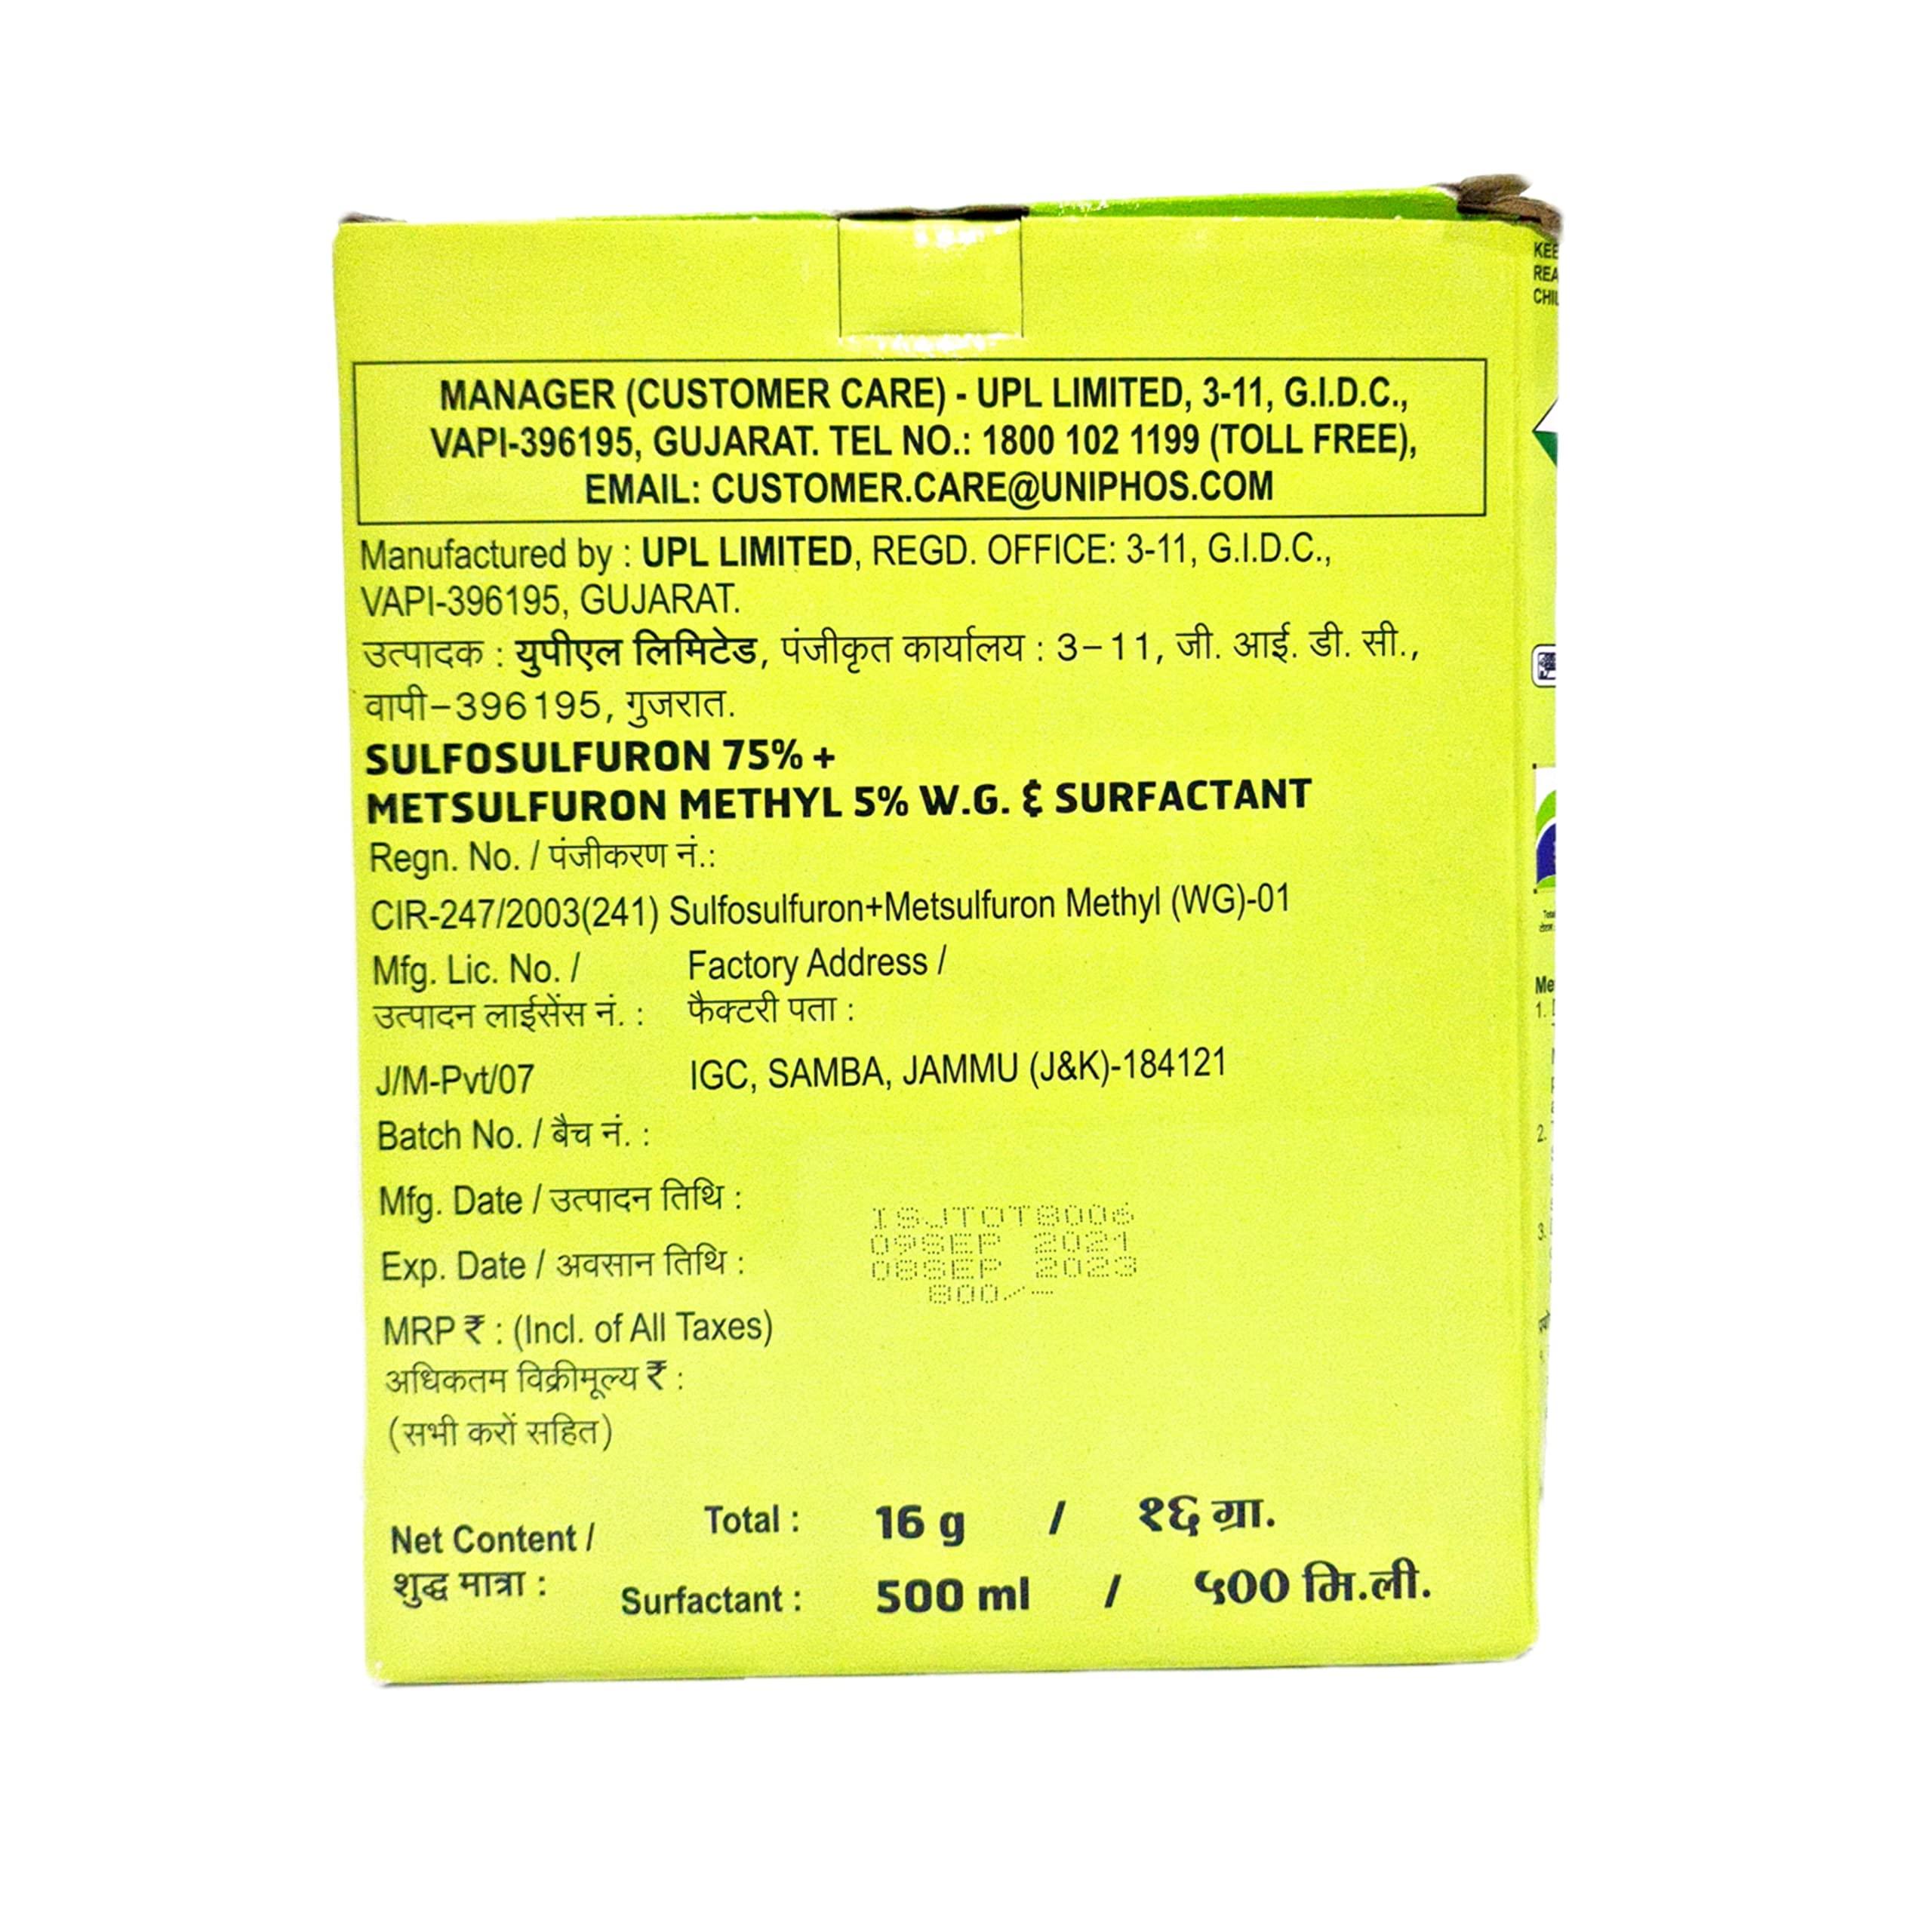 MANAGER (CUSTOMER CARE) - UPL LIMITED, 3-11, G.I.D.C.,
VAPI-396195, GUJARAT. TEL NO.: 1800 102 1199 (TOLL FREE),
EMAIL: CUSTOMER.CARE@UNIPHOS.COM
Manufactured by : UPL LIMITED, REGD. OFFICE: 3-11, G.I.D.C.,
VAPI-396195, GUJARAT.
उत्पादक : युपीएल लिमिटेड, पंजीकृत कार्यालय : 3-11, जी. आई. डी. सी.,
वापी-396195, गुजरात.
SULFOSULFURON 75% +
METSULFURON METHYL 5% W.G. & SURFACTANT
Regn. No. / पंजीकरण नं.:
CIR-247/2003(241) Sulfosulfuron+Metsulfuron Methyl (WG)-01
Mfg. Lic. No. / Factory Address /
उत्पादन लाईसेंस नं. : फैक्टरी पता :
J/M-Pvt/07 IGC, SAMBA, JAMMU (J&K)-184121
Batch No. / बैच नं. :
Mfg. Date / उत्पादन तिथि :
ISJTOT8006
09SEP 2021
Exp. Date / अवसान तिथि :
08SEP 2023
800/-
MRP ₹ : (Incl. of All Taxes)
अधिकतम विक्रीमूल्य ₹ :
(सभी करों सहित)
Net Content / Total : 16 g / १६ ग्रा.
शुद्ध मात्रा : Surfactant : 500 ml / ५00 मि.ली.